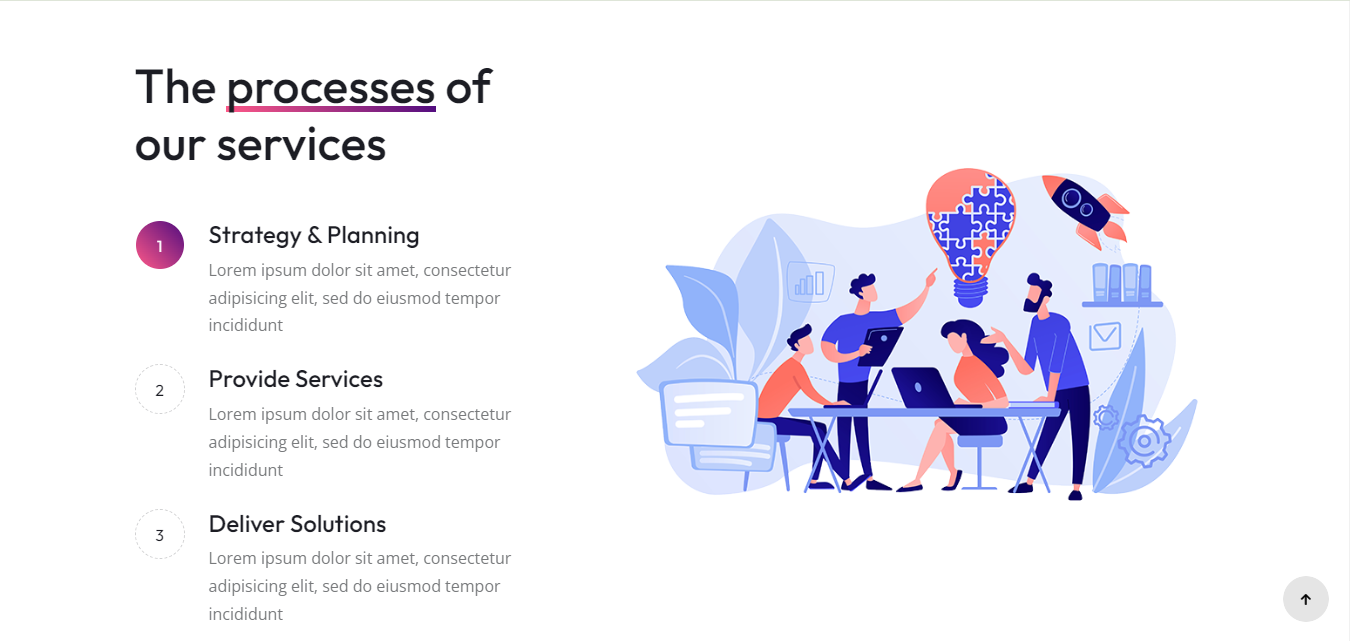 The processes of
our services
1
Strategy & Planning
Lorem ipsum dolor sit amet, consectetur
adipisicing elit, sed do eiusmod tempor
incididunt
2
Provide Services
Lorem ipsum dolor sit amet, consectetur
adipisicing elit, sed do eiusmod tempor
incididunt
3
Deliver Solutions
Lorem ipsum dolor sit amet, consectetur
adipisicing elit, sed do eiusmod tempor
incididunt